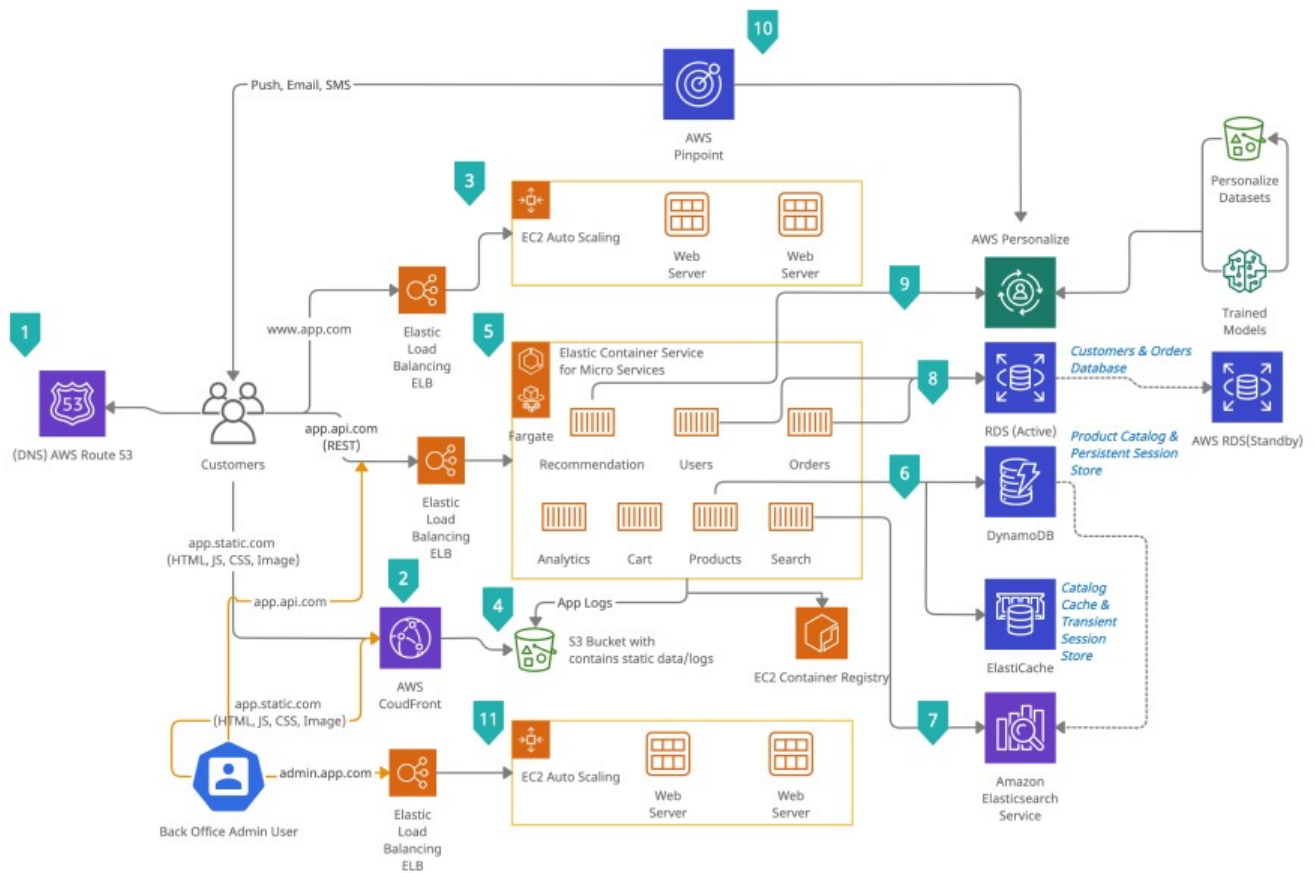 10
Push, Email, SMS
AWS
Pinpoint
3
EC2 Auto Scaling
Web
Server
Web
Server
Personalize
Datasets
Trained
Models
AWS Personalize
9
1
www.app.com
Elastic
Load
Balancing
ELB
5
Elastic Container Service
for Micro Services
Fargate
Recommendation
Users
Orders
8
Customers & Orders
Database
RDS (Active)
AWS RDS(Standby)
53
(DNS) AWS Route 53
Customers
app.api.com
(REST)
Elastic
Load
Balancing
ELB
Analytics
Cart
Products
Search
6
Product Catalog &
Persistent Session
Store
DynamoDB
app.static.com
(HTML, JS, CSS, Image)
app.api.com
2
AWS
CoudFront
4
App Logs
S3 Bucket with
contains static data/logs
EC2 Container Registry
Catalog
Cache &
Transient
Session
Store
ElastiCache
7
Amazon
Elasticsearch
Service
app.static.com
(HTML, JS, CSS, Image)
11
admin.app.com
Back Office Admin User
Elastic
Load
Balancing
ELB
EC2 Auto Scaling
Web
Server
Web
Server